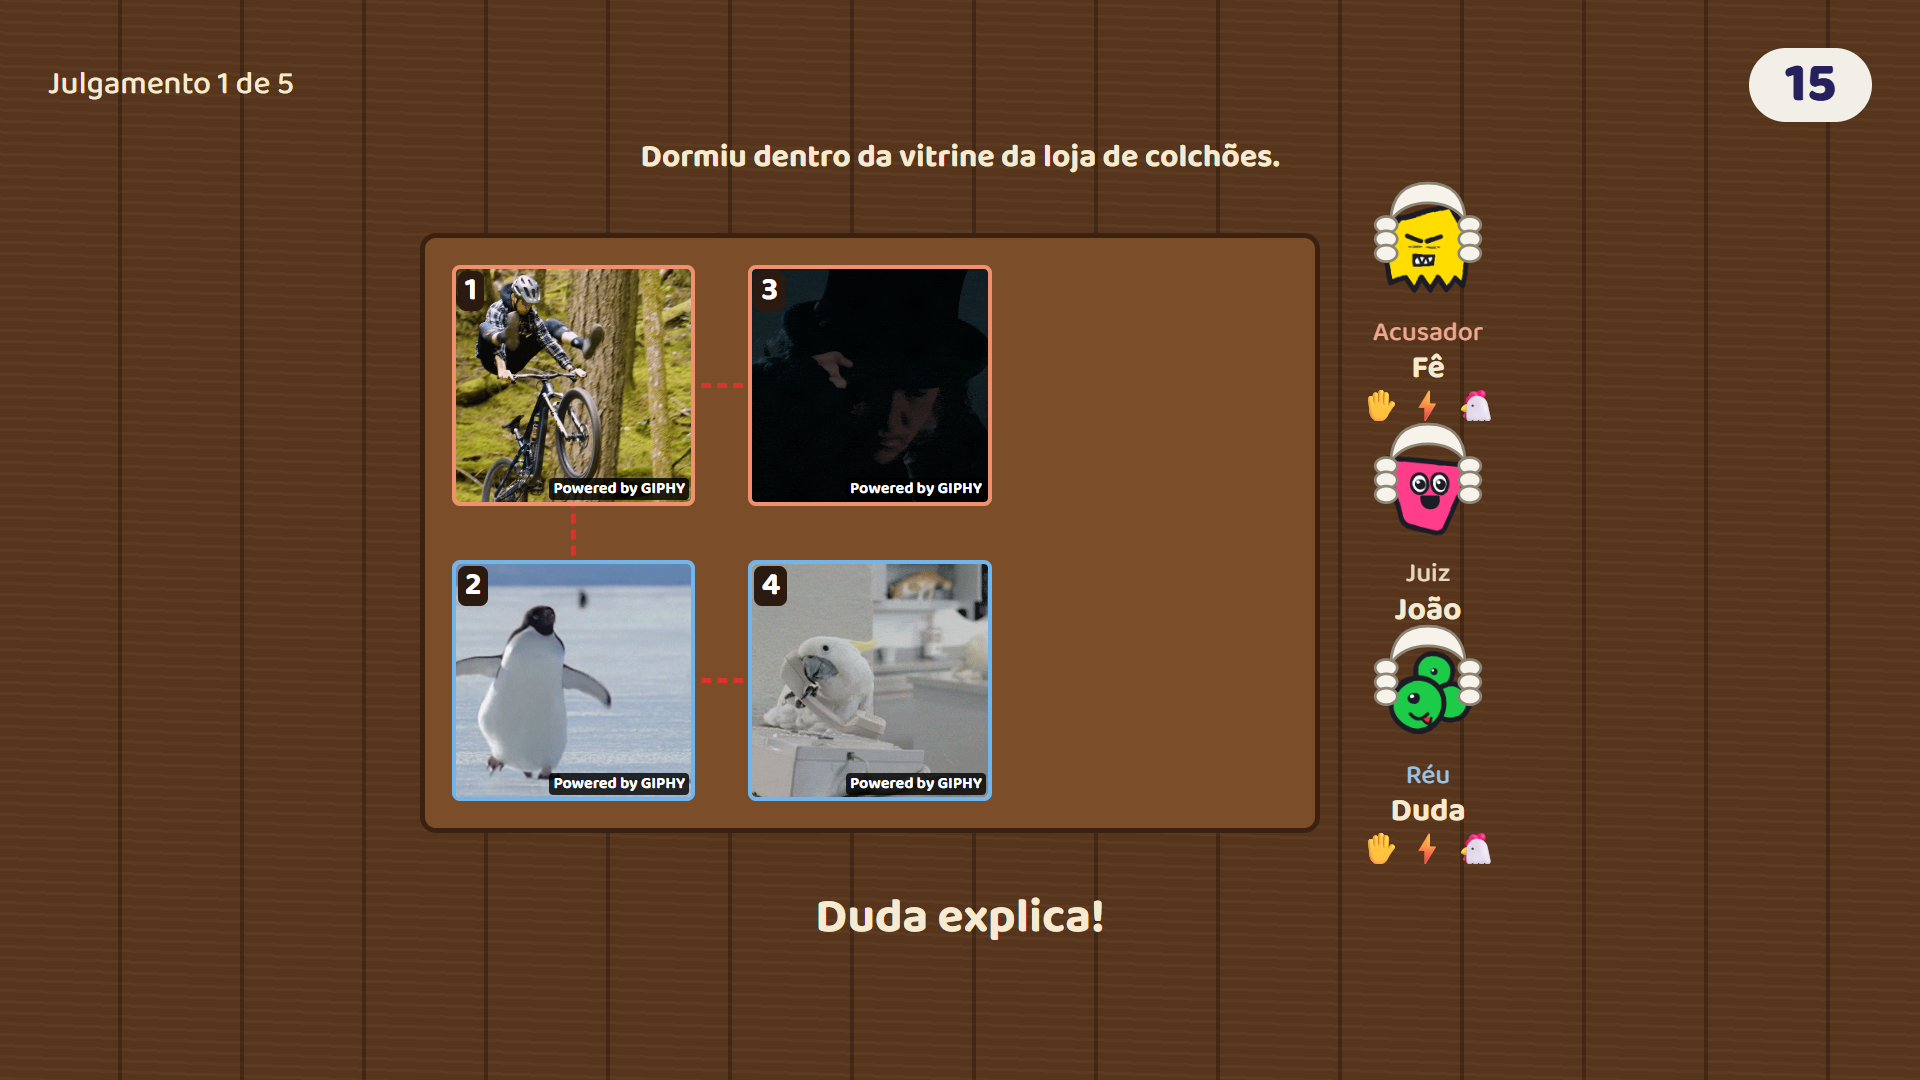 Julgamento 1 de 5
15
Dormiu dentro da vitrine da loja de colchões.
1
Powered by GIPHY
3
Powered by GIPHY
2
Powered by GIPHY
4
Powered by GIPHY
Acusador
Fê
Juiz
João
Réu
Duda
Duda explica!